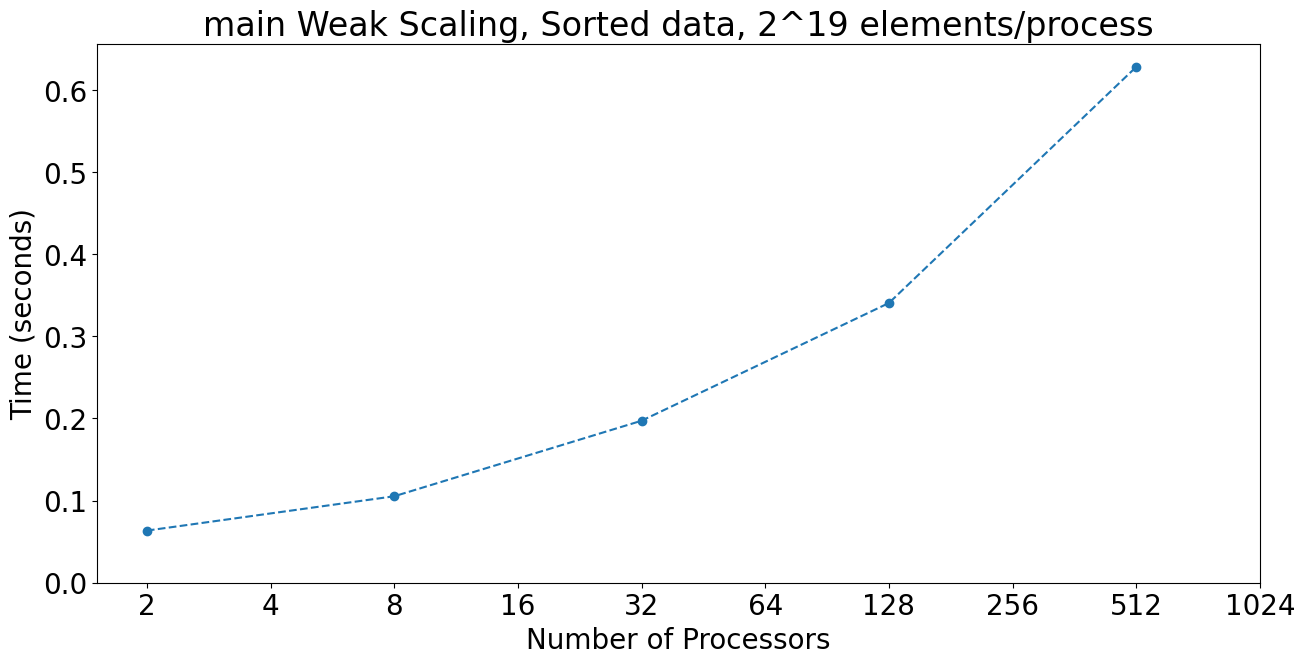 main Weak Scaling, Sorted data, 2^19 elements/process
0.6
0.5
0.4
0.3
0.2
0.1
0.0
Time (seconds)
2 4 8 16 32 64 128 256 512 1024
Number of Processors